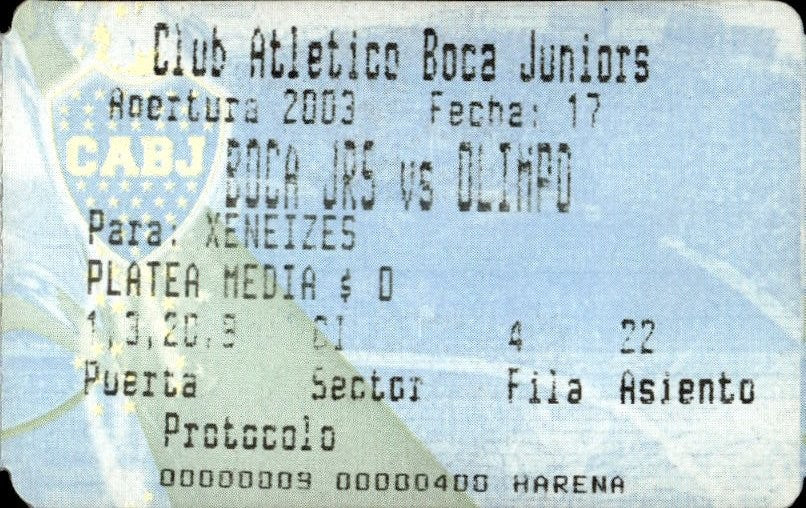 Club Atletico Boca Juniors
Apertura 2003 Fecha: 17
CABJ
BOCA JRS vs OLIMPO
Para: XENEIZES
PLATEA MEDIA $ 0
1,3,20,9 CI 4 22
Puerta Sector Fila Asiento
Protocolo
00000009 00000400 HARENA